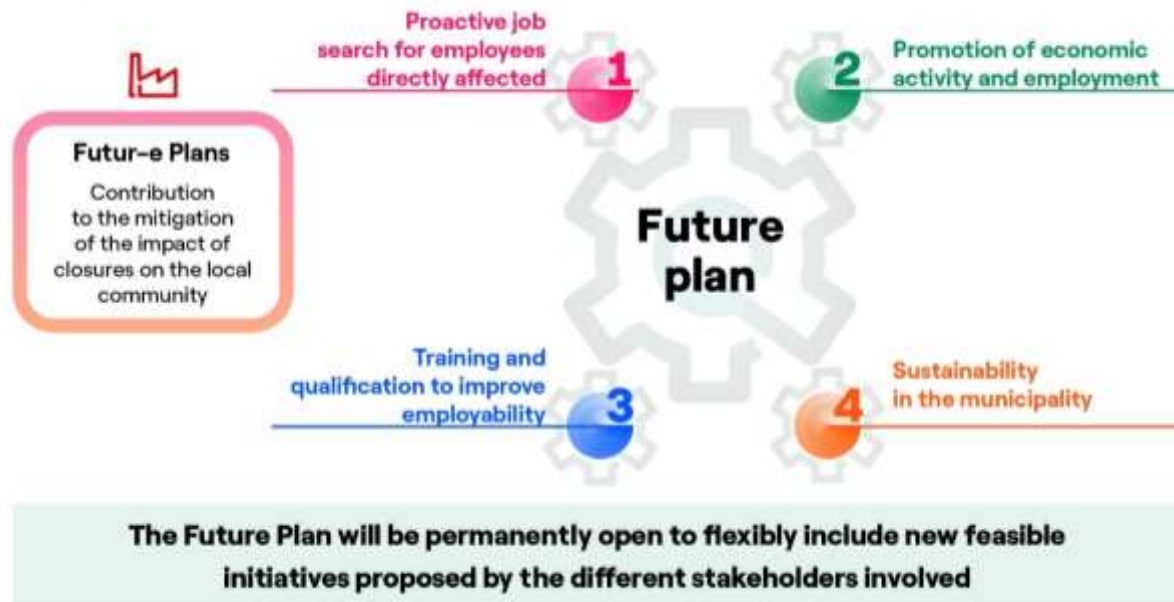 Proactive job
search for employees
directly affected
1
2
Promotion of economic
activity and employment
Futur-e Plans
Contribution
to the mitigation
of the impact of
closures on the local
community
Future
plan
Training and
qualification to improve
employability
3
4
Sustainability
in the municipality
The Future Plan will be permanently open to flexibly include new feasible
initiatives proposed by the different stakeholders involved